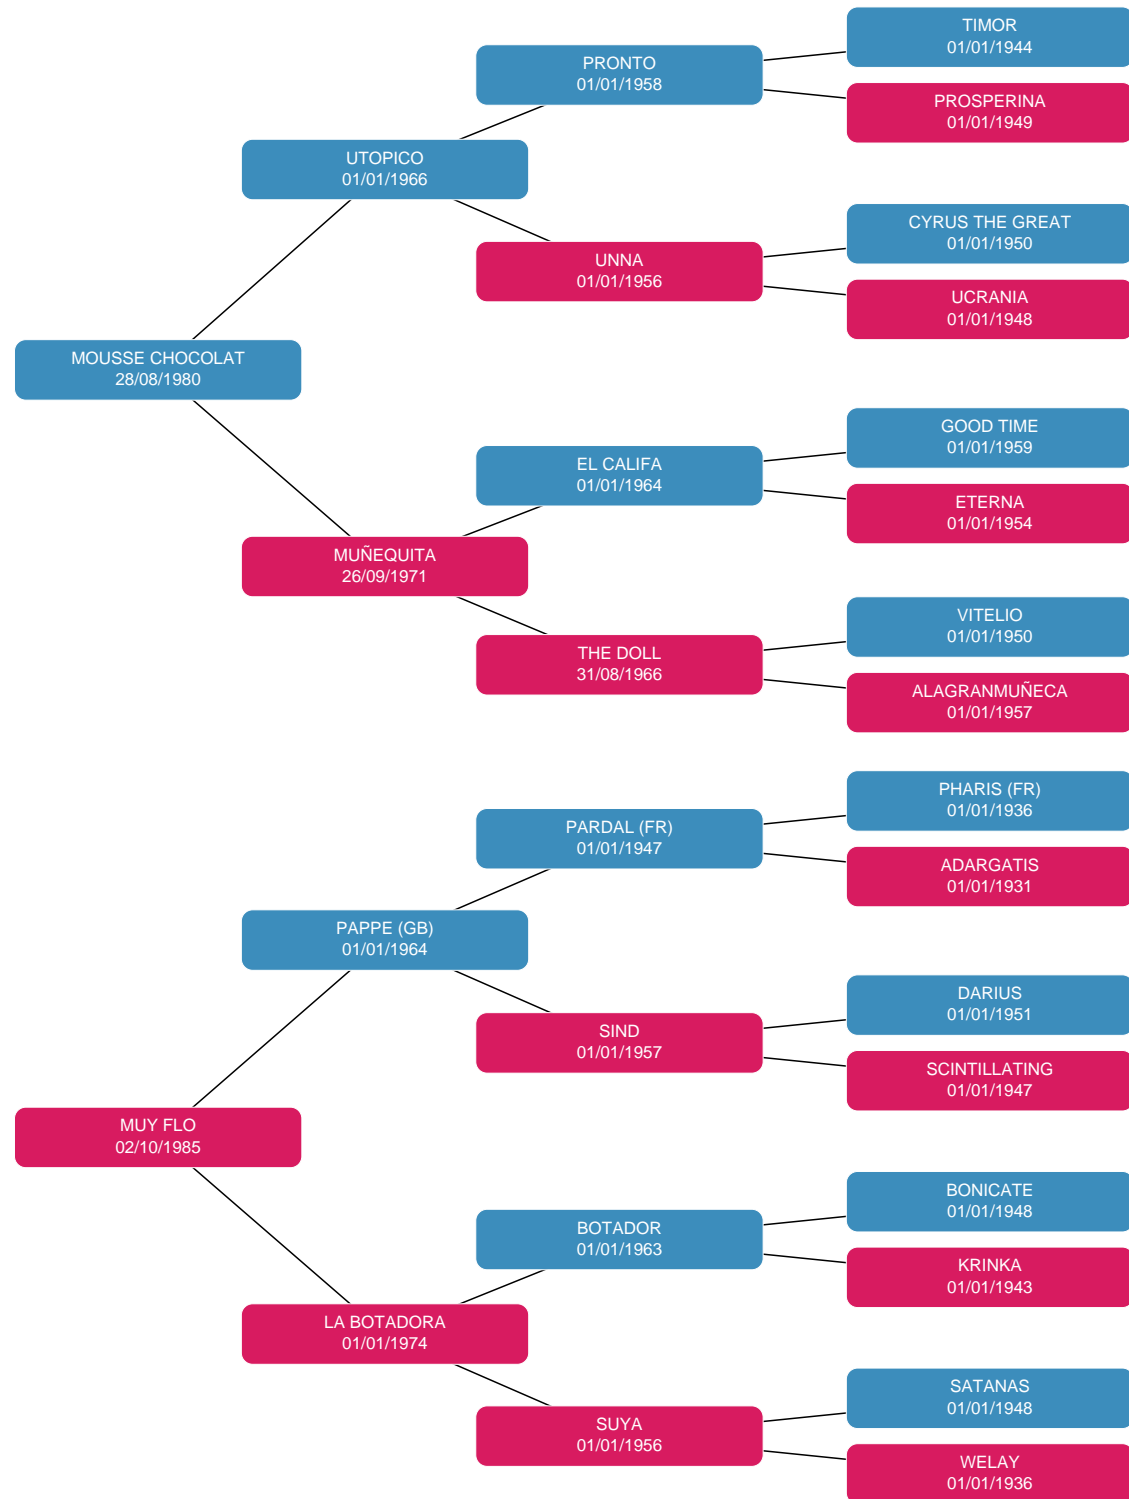 TIMOR
01/01/1944
PRONTO
01/01/1958
PROSPERINA
01/01/1949
UTOPICO
01/01/1966
CYRUS THE GREAT
01/01/1950
UNNA
01/01/1956
UCRANIA
01/01/1948
MOUSSE CHOCOLAT
28/08/1980
GOOD TIME
01/01/1959
EL CALIFA
01/01/1964
ETERNA
01/01/1954
MUÑEQUITA
26/09/1971
VITELIO
01/01/1950
THE DOLL
31/08/1966
ALAGRANMUÑECA
01/01/1957
PHARIS (FR)
01/01/1936
PARDAL (FR)
01/01/1947
ADARGATIS
01/01/1931
PAPPE (GB)
01/01/1964
DARIUS
01/01/1951
SIND
01/01/1957
SCINTILLATING
01/01/1947
MUY FLO
02/10/1985
BONICATE
01/01/1948
BOTADOR
01/01/1963
KRINKA
01/01/1943
LA BOTADORA
01/01/1974
SATANAS
01/01/1948
SUYA
01/01/1956
WELAY
01/01/1936